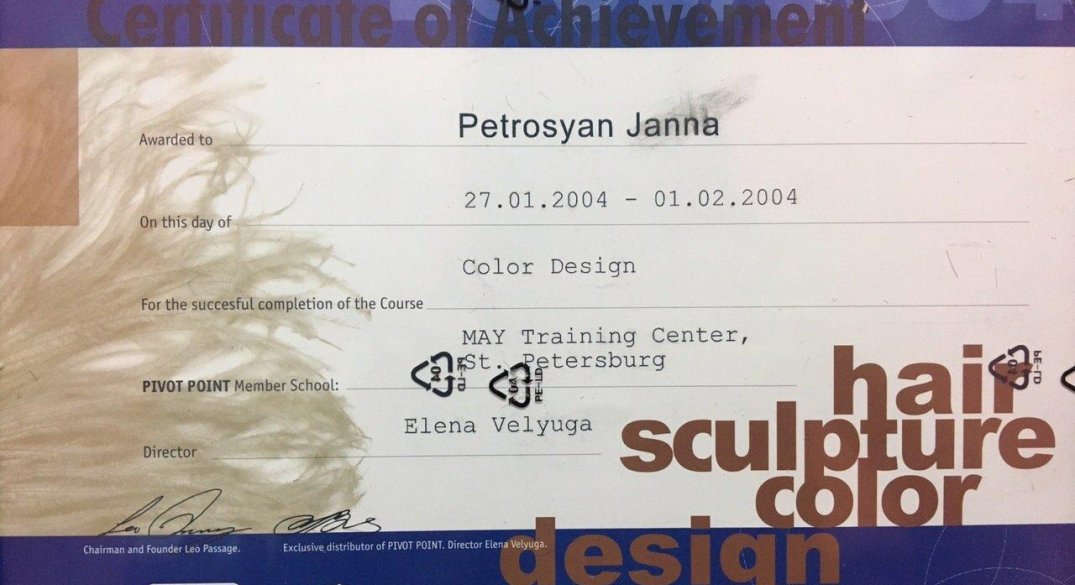 Certificate of Achievement
Awarded to Petrosyan Janna
On this day of 27.01.2004 - 01.02.2004
Color Design
For the succesful completion of the Course
MAY Training Center,
St. Petersburg
PIVOT POINT Member School:
Elena Velyuga
Director
hair
sculpture
color
design
Chairman and Founder Leo Passage.
Exclusive distributor of PIVOT POINT. Director Elena Velyuga.